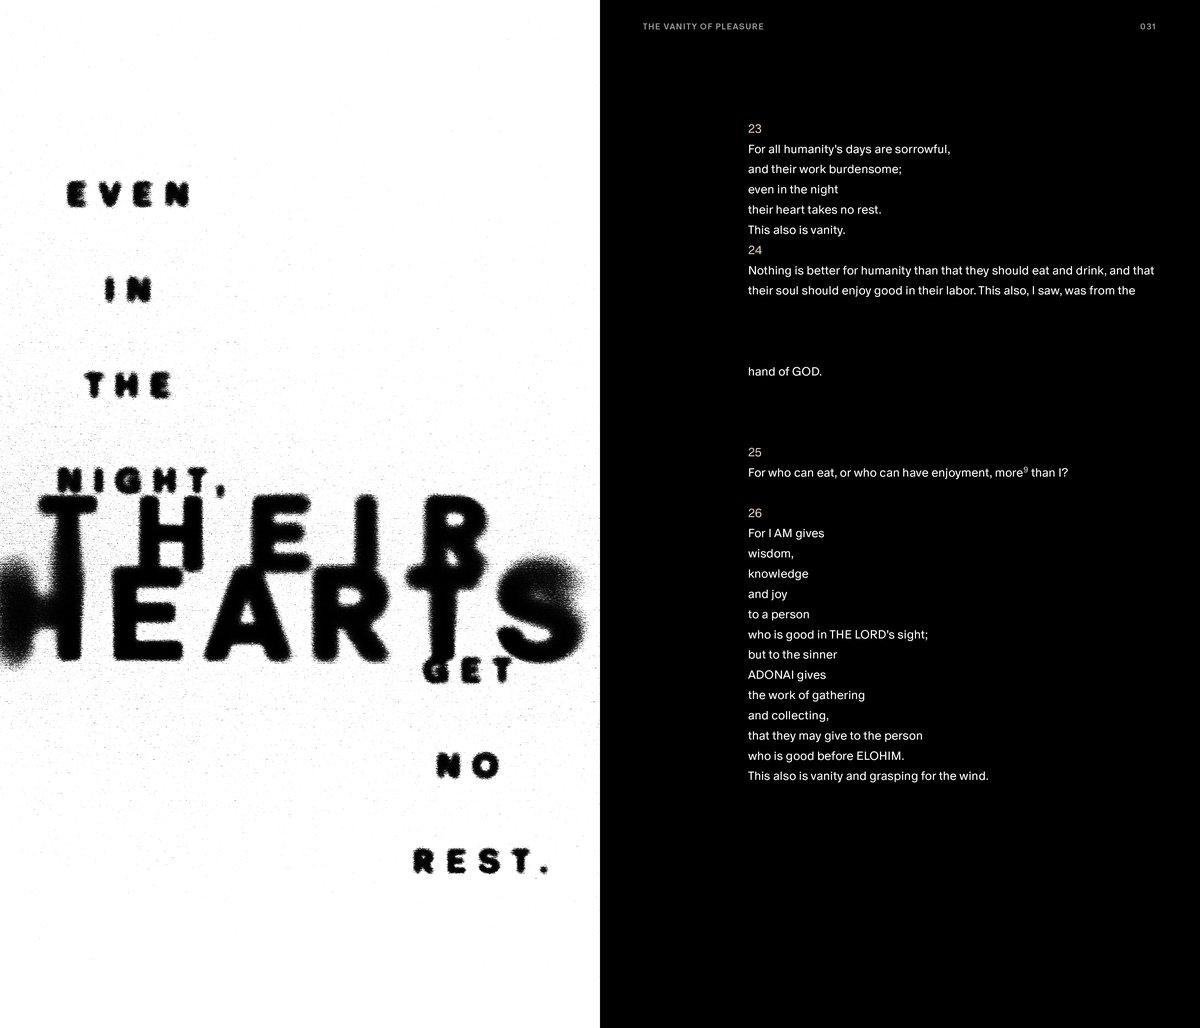 EVEN
IN
THE
NIGHT,
THEIR
HEARTS
GET
NO
REST.
THE VANITY OF PLEASURE
031
23
For all humanity's days are sorrowful,
and their work burdensome;
even in the night
their heart takes no rest.
This also is vanity.
24
Nothing is better for humanity than that they should eat and drink, and that
their soul should enjoy good in their labor. This also, I saw, was from the
hand of GOD.
25
For who can eat, or who can have enjoyment, more⁹ than I?
26
For I AM gives
wisdom,
knowledge
and joy
to a person
who is good in THE LORD's sight;
but to the sinner
ADONAI gives
the work of gathering
and collecting,
that they may give to the person
who is good before ELOHIM.
This also is vanity and grasping for the wind.